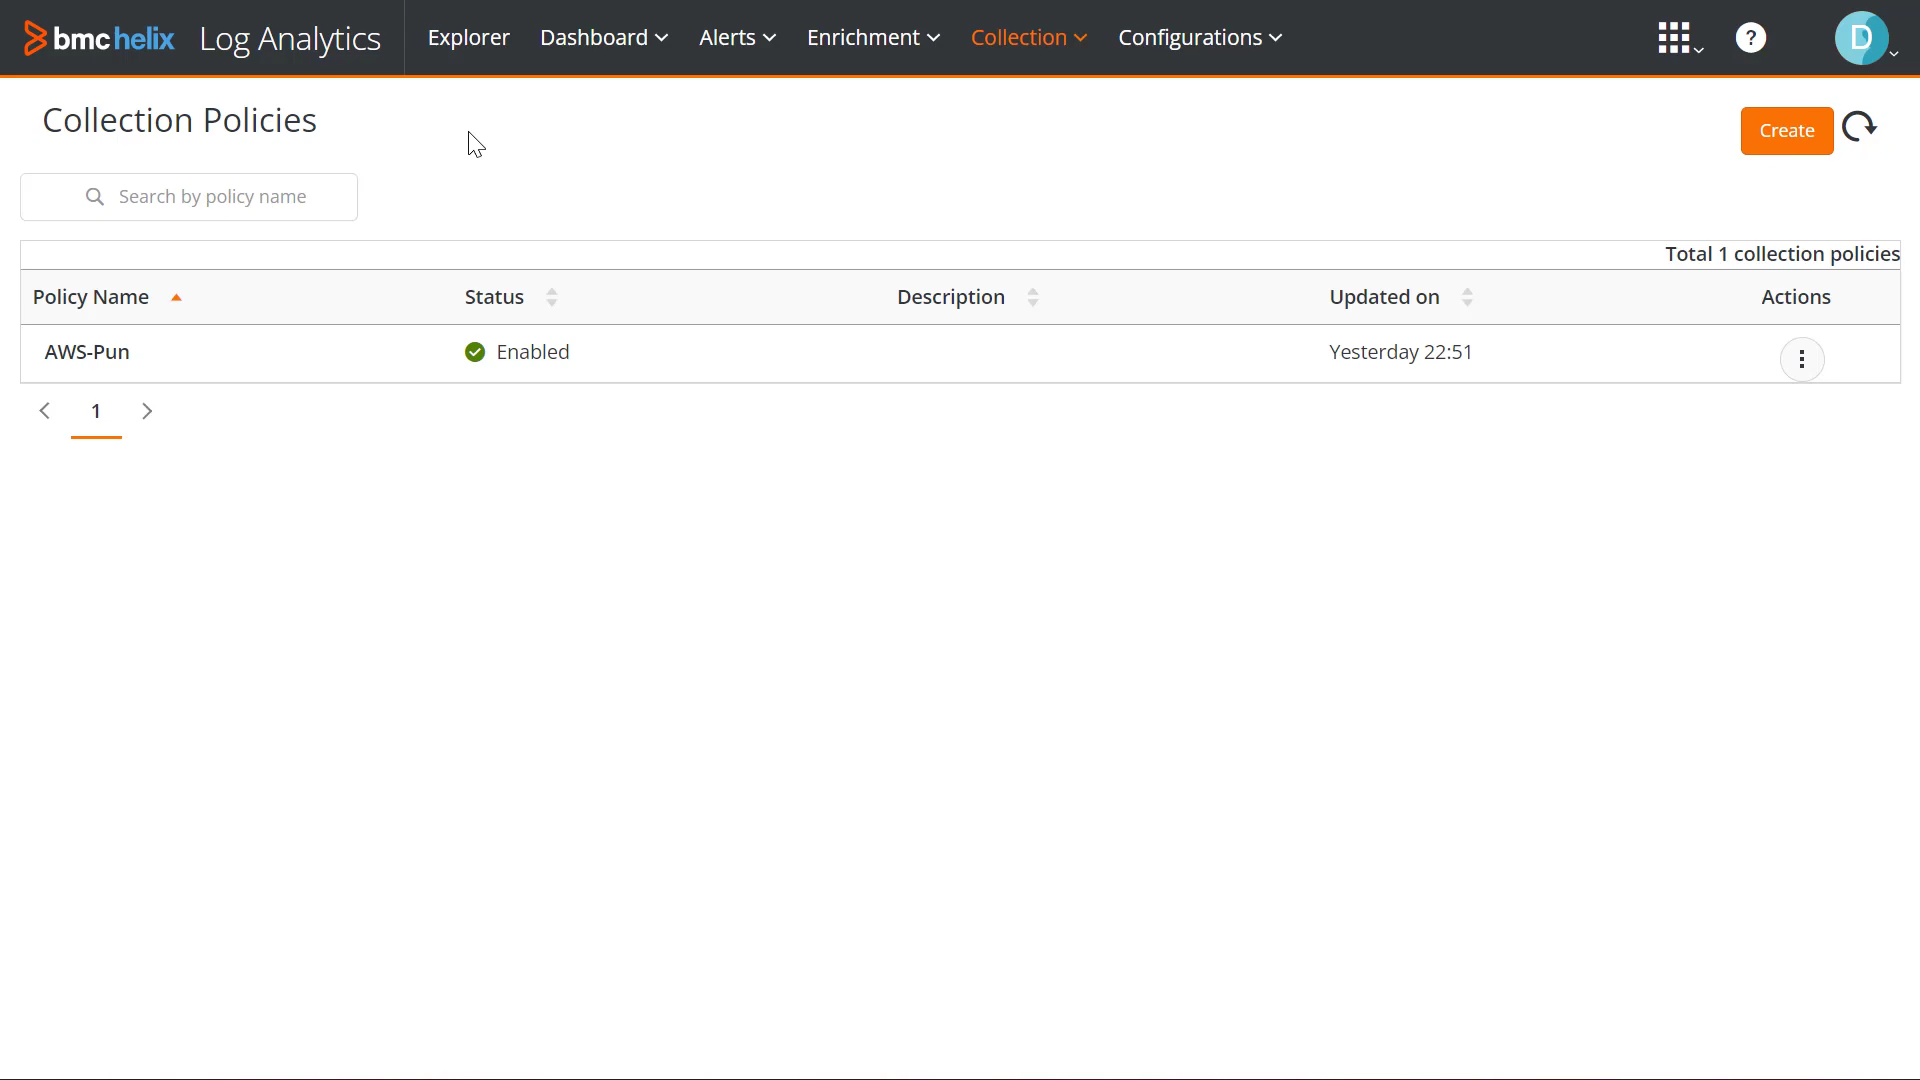 bmc helix Log Analytics Explorer Dashboard Alerts Enrichment Collection Configurations ? D
Collection Policies
Create
Search by policy name
Total 1 collection policies
Policy Name Status Description Updated on Actions
AWS-Pun Enabled Yesterday 22:51
1